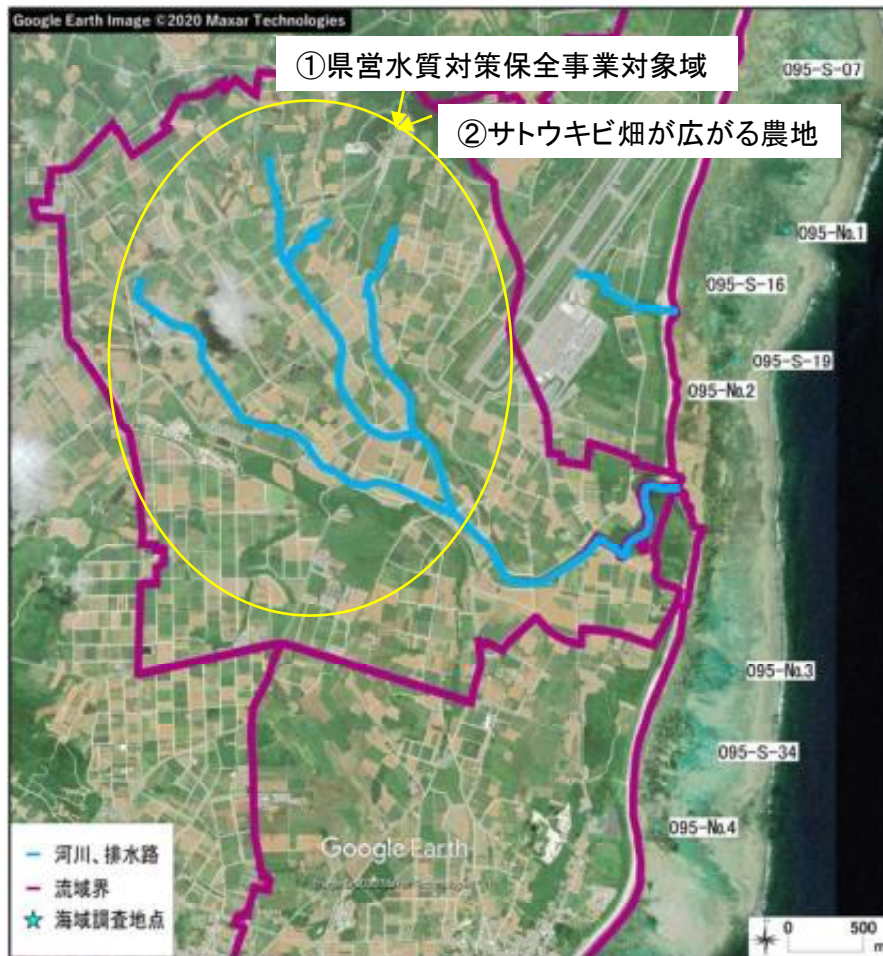 Google Earth Image ©2020 Maxar Technologies
①県営水質対策保全事業対象域
095-S-07
②サトウキビ畑が広がる農地
095-No.1
095-S-16
095-S-19
095-No.2
095-No.3
095-S-34
095-No.4
Google Earth
河川、排水路
流域界
海域調査地点
0 500
m